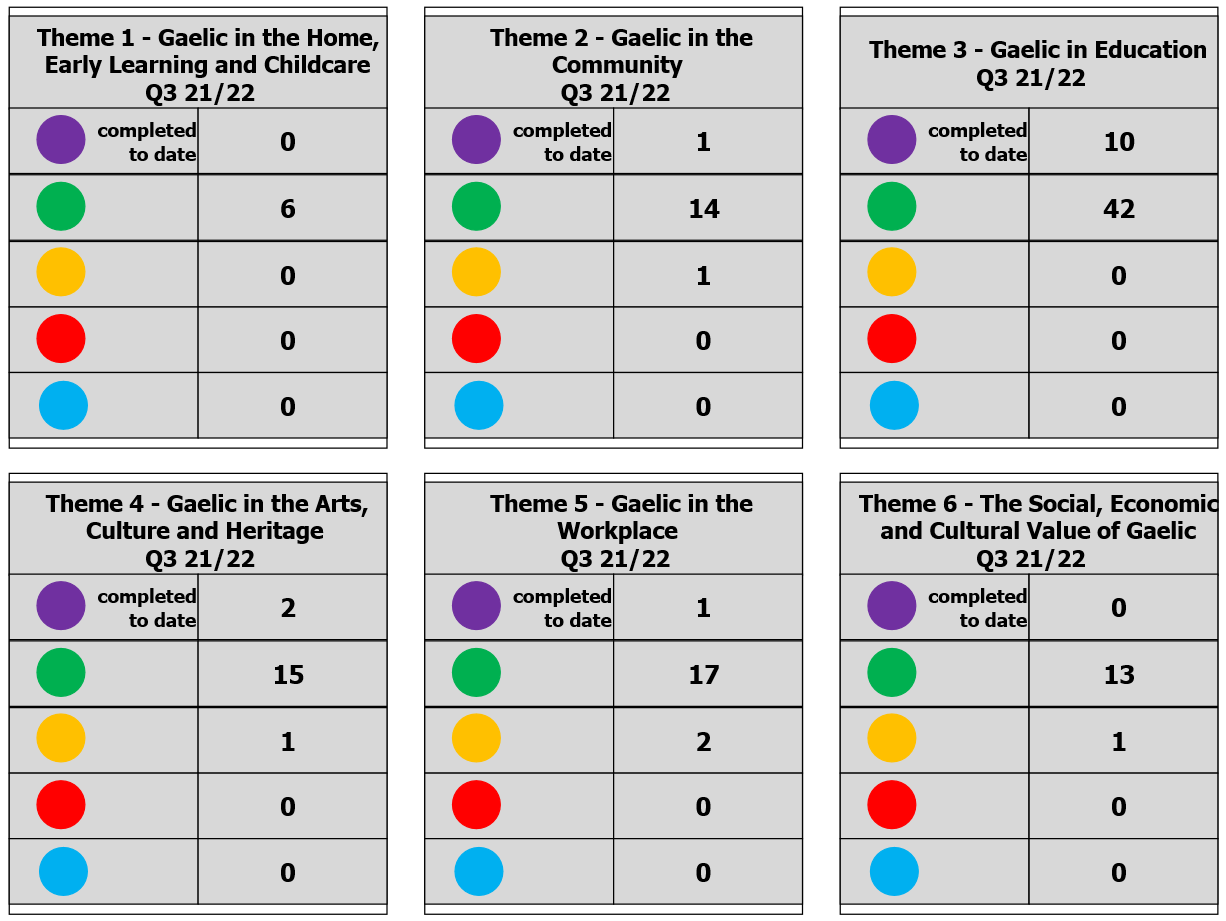 Theme 1 - Gaelic in the Home,
Early Learning and Childcare
Q3 21/22
completed
to date
0
6
0
0
0
Theme 2 - Gaelic in the
Community
Q3 21/22
completed
to date
1
14
1
0
0
Theme 3 - Gaelic in Education
Q3 21/22
completed
to date
10
42
0
0
0
Theme 4 - Gaelic in the Arts,
Culture and Heritage
Q3 21/22
completed
to date
2
15
1
0
0
Theme 5 - Gaelic in the
Workplace
Q3 21/22
completed
to date
1
17
2
0
0
Theme 6 - The Social, Economic
and Cultural Value of Gaelic
Q3 21/22
completed
to date
0
13
1
0
0